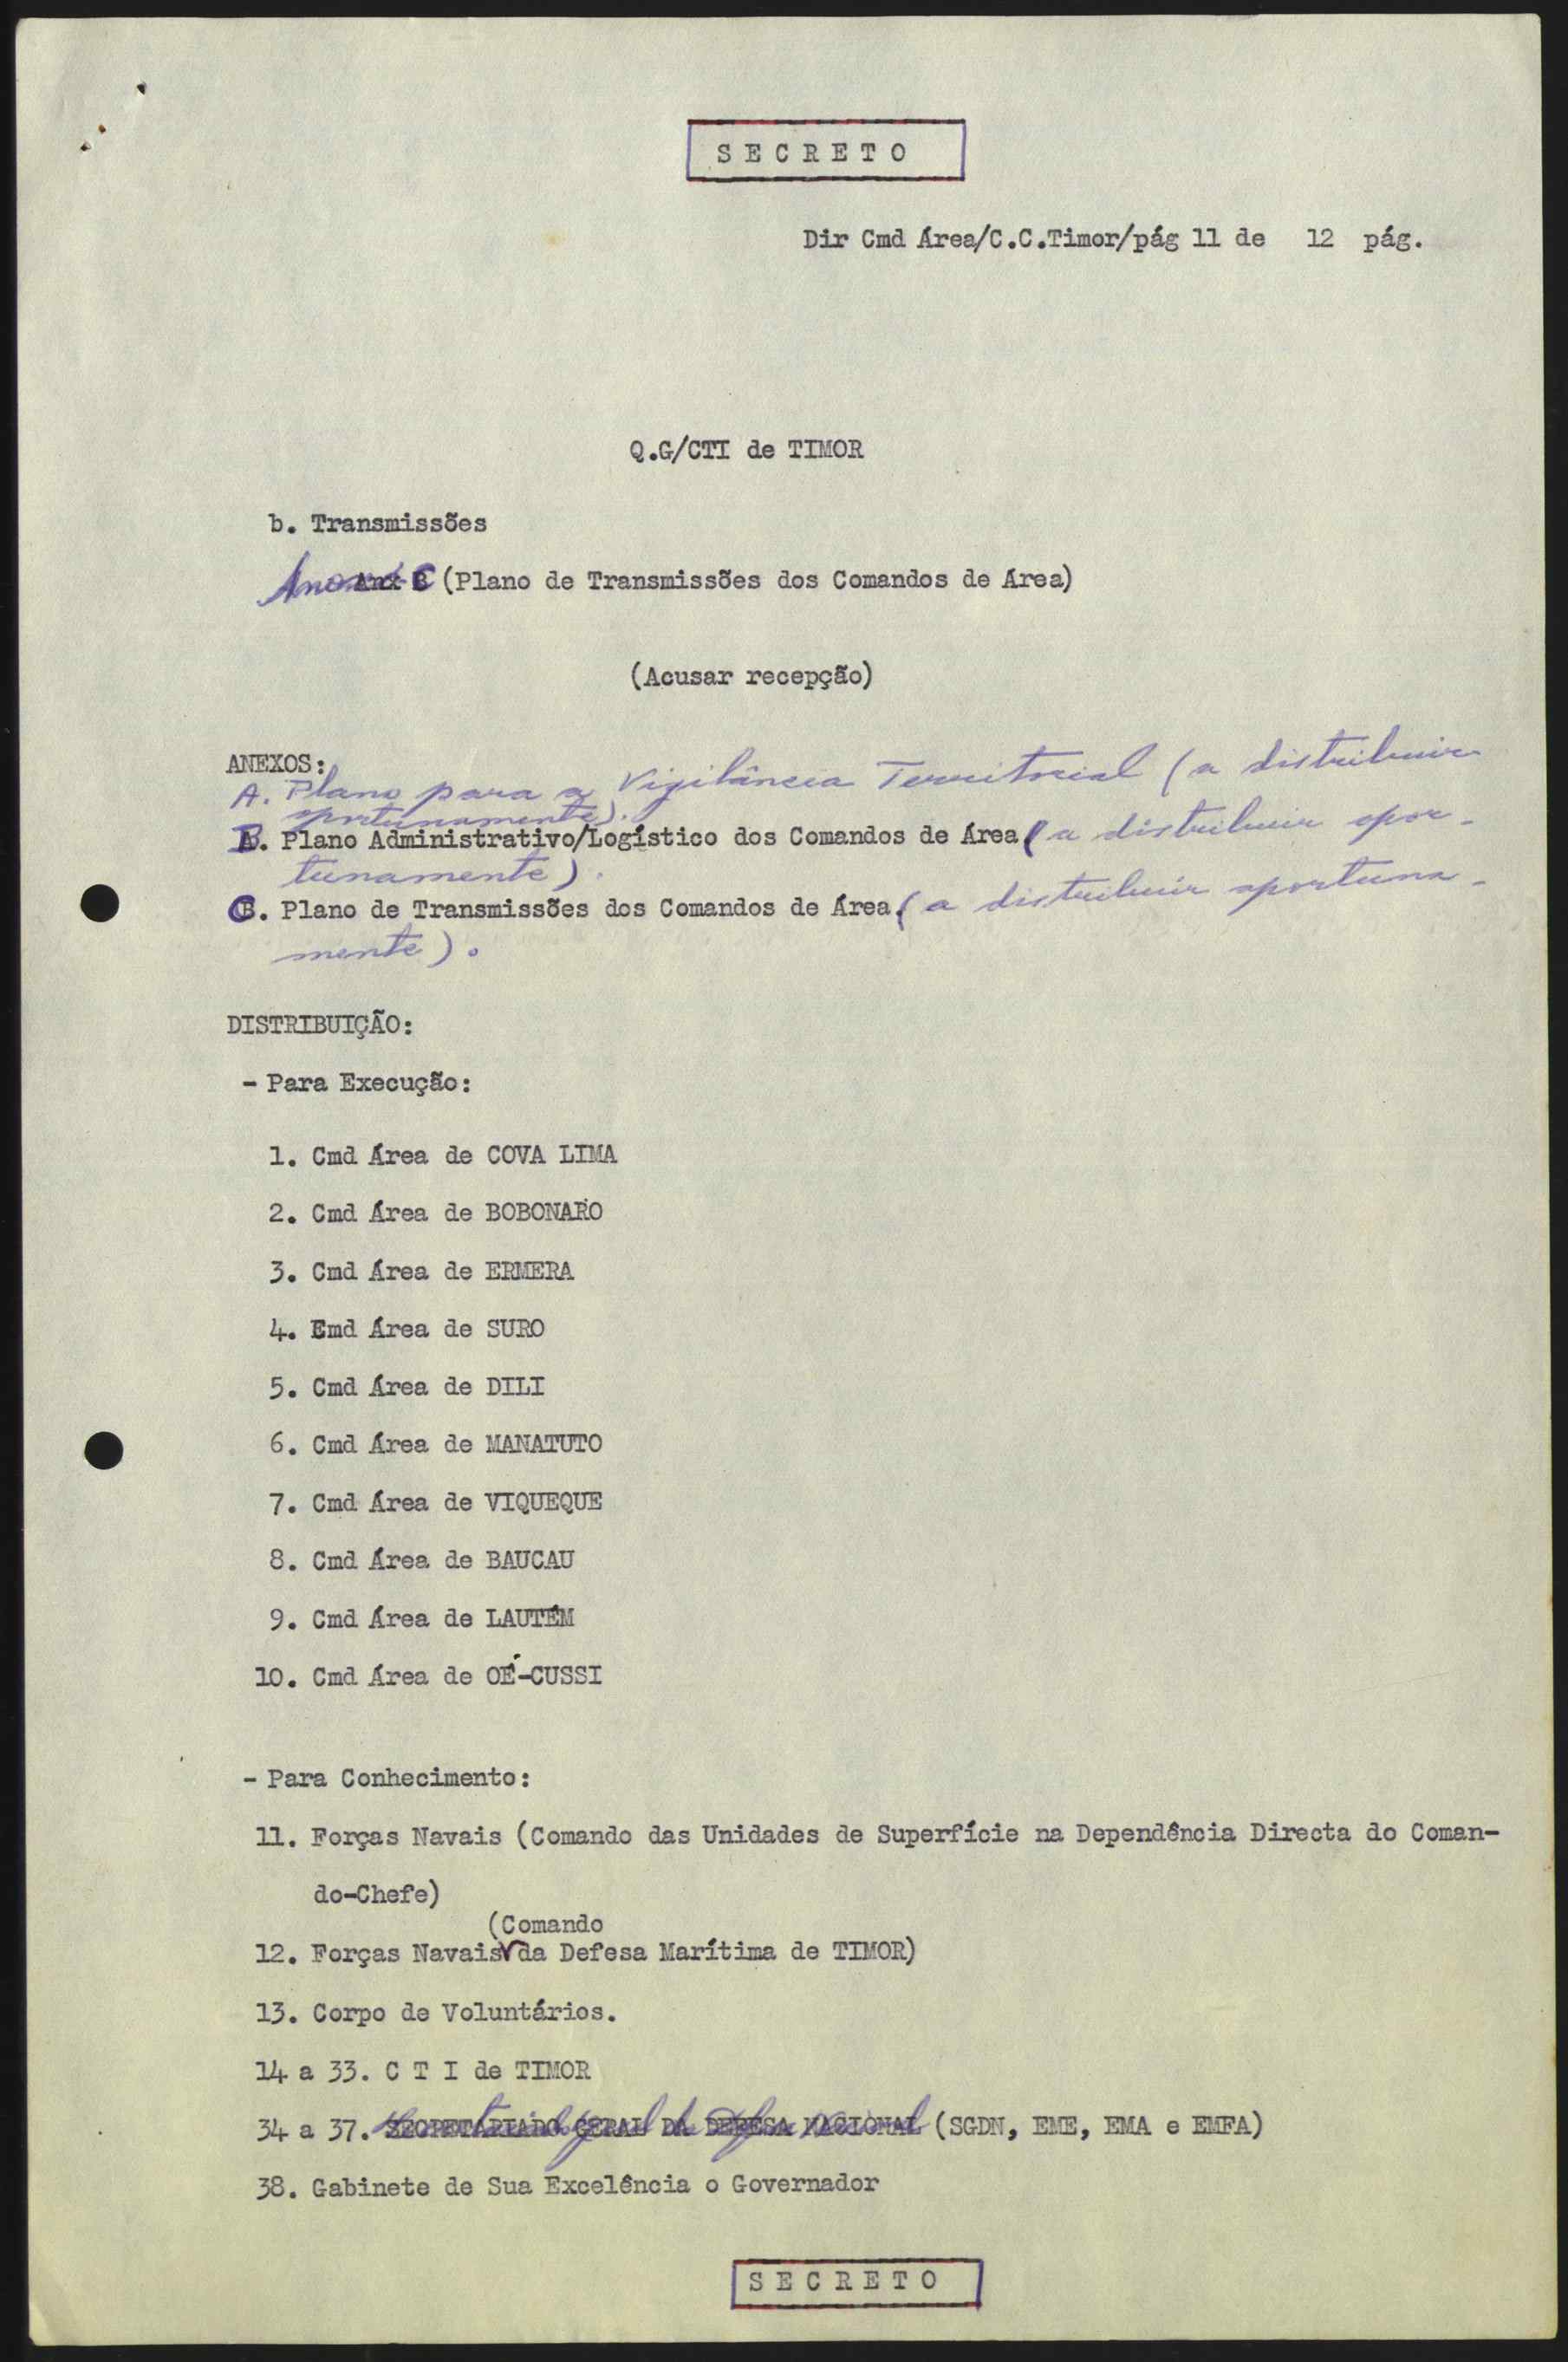 S E C R E T O
Dir Cmd Área/C.C.Timor/pág 11 de 12 pág.
Q.G/CTI de TIMOR
b. Transmissões
Anexo C (Plano de Transmissões dos Comandos de Área)
(Acusar recepção)
ANEXOS:
A. Plano para a Vigilância Territorial (a distribuir
oportunamente).
B. Plano Administrativo/Logístico dos Comandos de Área (a distribuir opor-
tunamente).
C. Plano de Transmissões dos Comandos de Área (a distribuir oportuna-
mente).
DISTRIBUIÇÃO:
- Para Execução:
1. Cmd Área de COVA LIMA
2. Cmd Área de BOBONARO
3. Cmd Área de ERMERA
4. Emd Área de SURO
5. Cmd Área de DILI
6. Cmd Área de MANATUTO
7. Cmd Área de VIQUEQUE
8. Cmd Área de BAUCAU
9. Cmd Área de LAUTÉM
10. Cmd Área de OÉ-CUSSI
- Para Conhecimento:
11. Forças Navais (Comando das Unidades de Superfície na Dependência Directa do Coman-
do-Chefe)
(Comando
12. Forças Navais da Defesa Marítima de TIMOR)
13. Corpo de Voluntários.
14 a 33. C T I de TIMOR
34 a 37. SECRETARIADO GERAL DA DEFESA NACIONAL (SGDN, EME, EMA e EMFA)
38. Gabinete de Sua Excelência o Governador
S E C R E T O